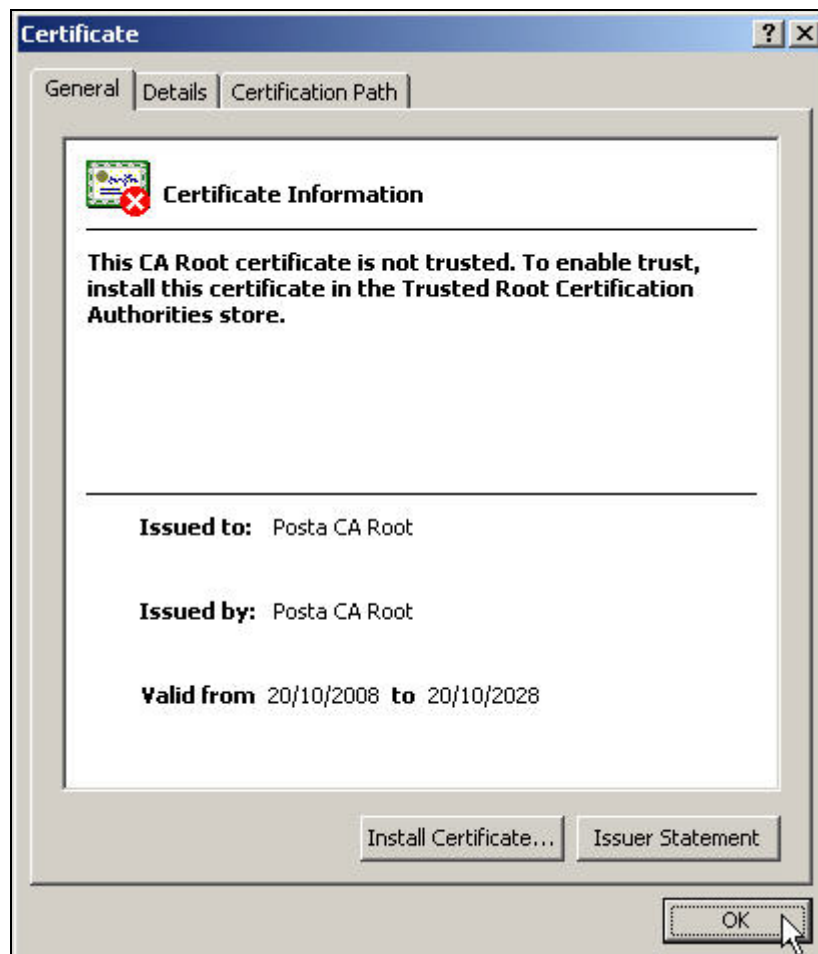 Certificate
General Details Certification Path
Certificate Information
This CA Root certificate is not trusted. To enable trust,
install this certificate in the Trusted Root Certification
Authorities store.
Issued to: Posta CA Root
Issued by: Posta CA Root
Valid from 20/10/2008 to 20/10/2028
Install Certificate... Issuer Statement
OK